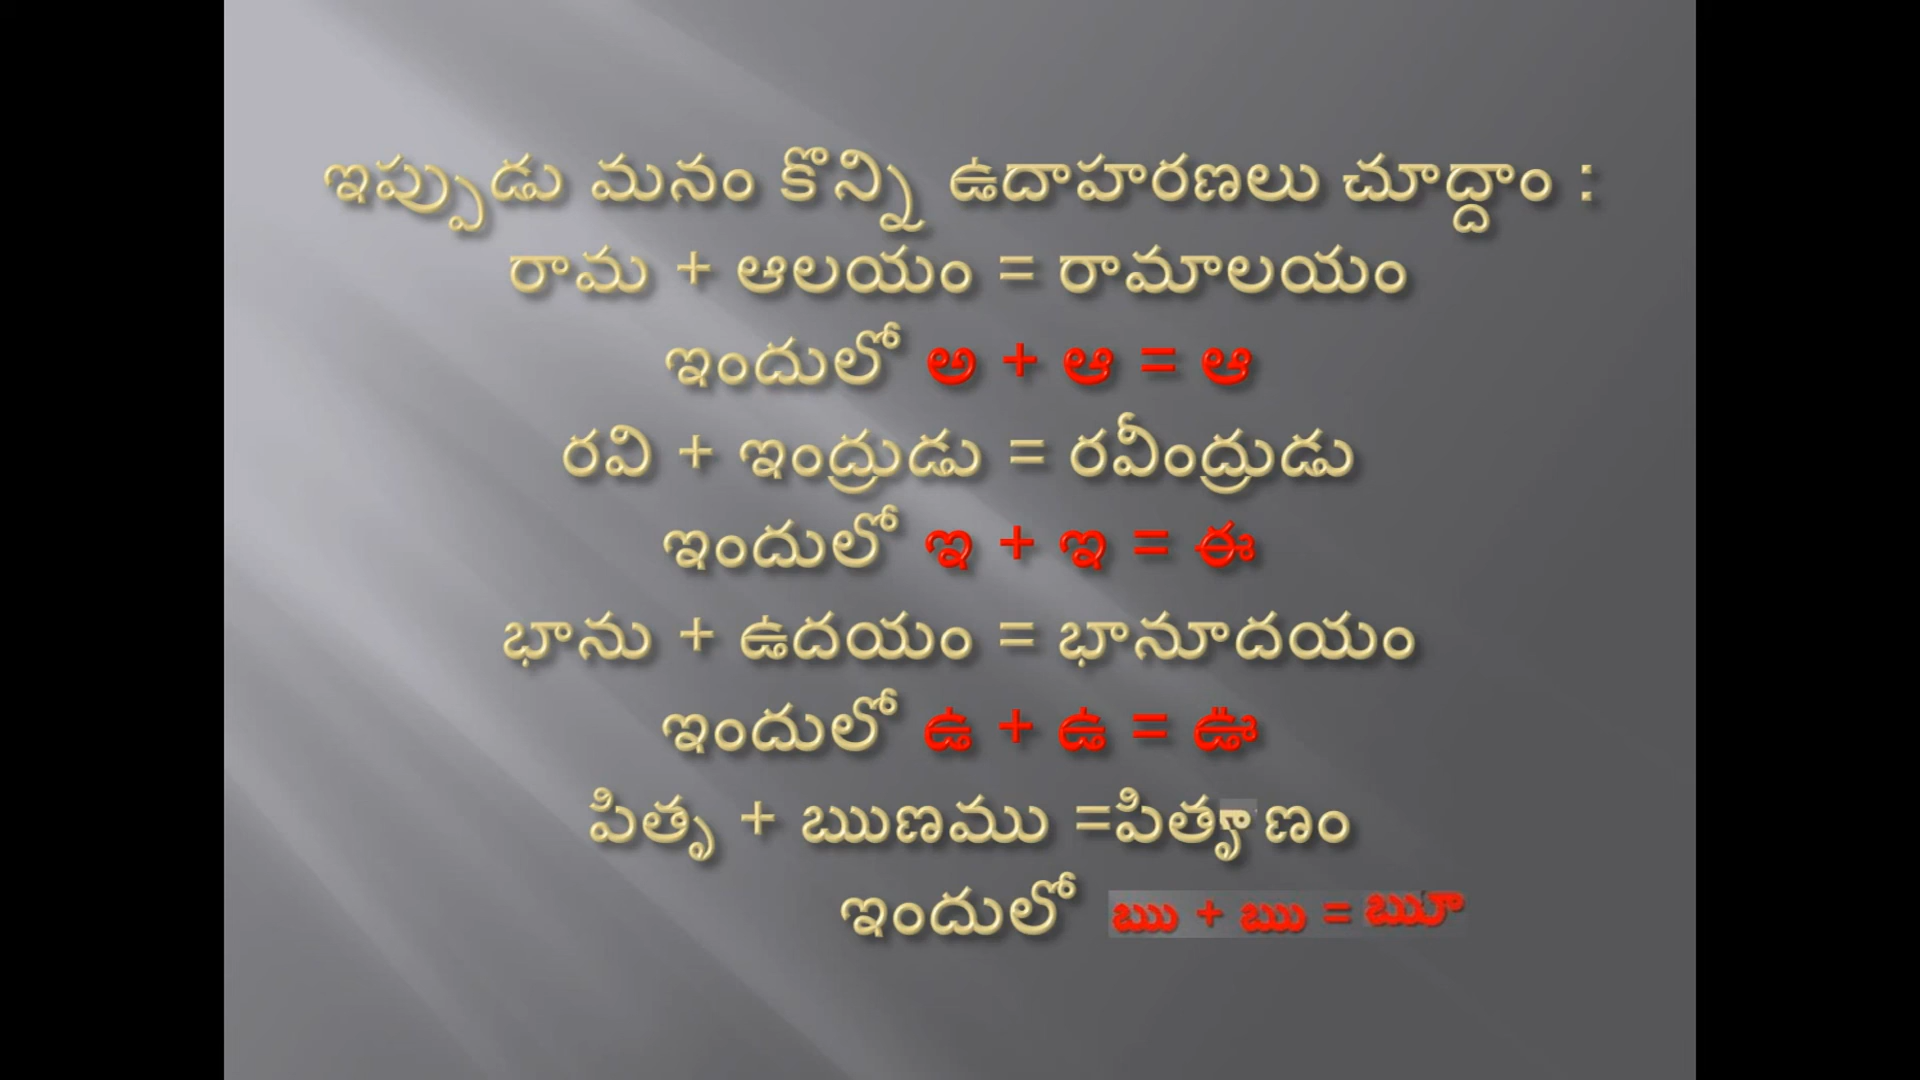 ఇప్పుడు మనం కొన్ని ఉదాహరణలు చూద్దాం :
రామ + ఆలయం = రామాలయం
ఇందులో అ + ఆ = ఆ
రవి + ఇంద్రుడు = రవీంద్రుడు
ఇందులో ఇ + ఇ = ఈ
భాను + ఉదయం = భానూదయం
ఇందులో ఉ + ఉ = ఊ
పితృ + ఋణము =పితౄణం
ఇందులో ఋ + ఋ = ౠ